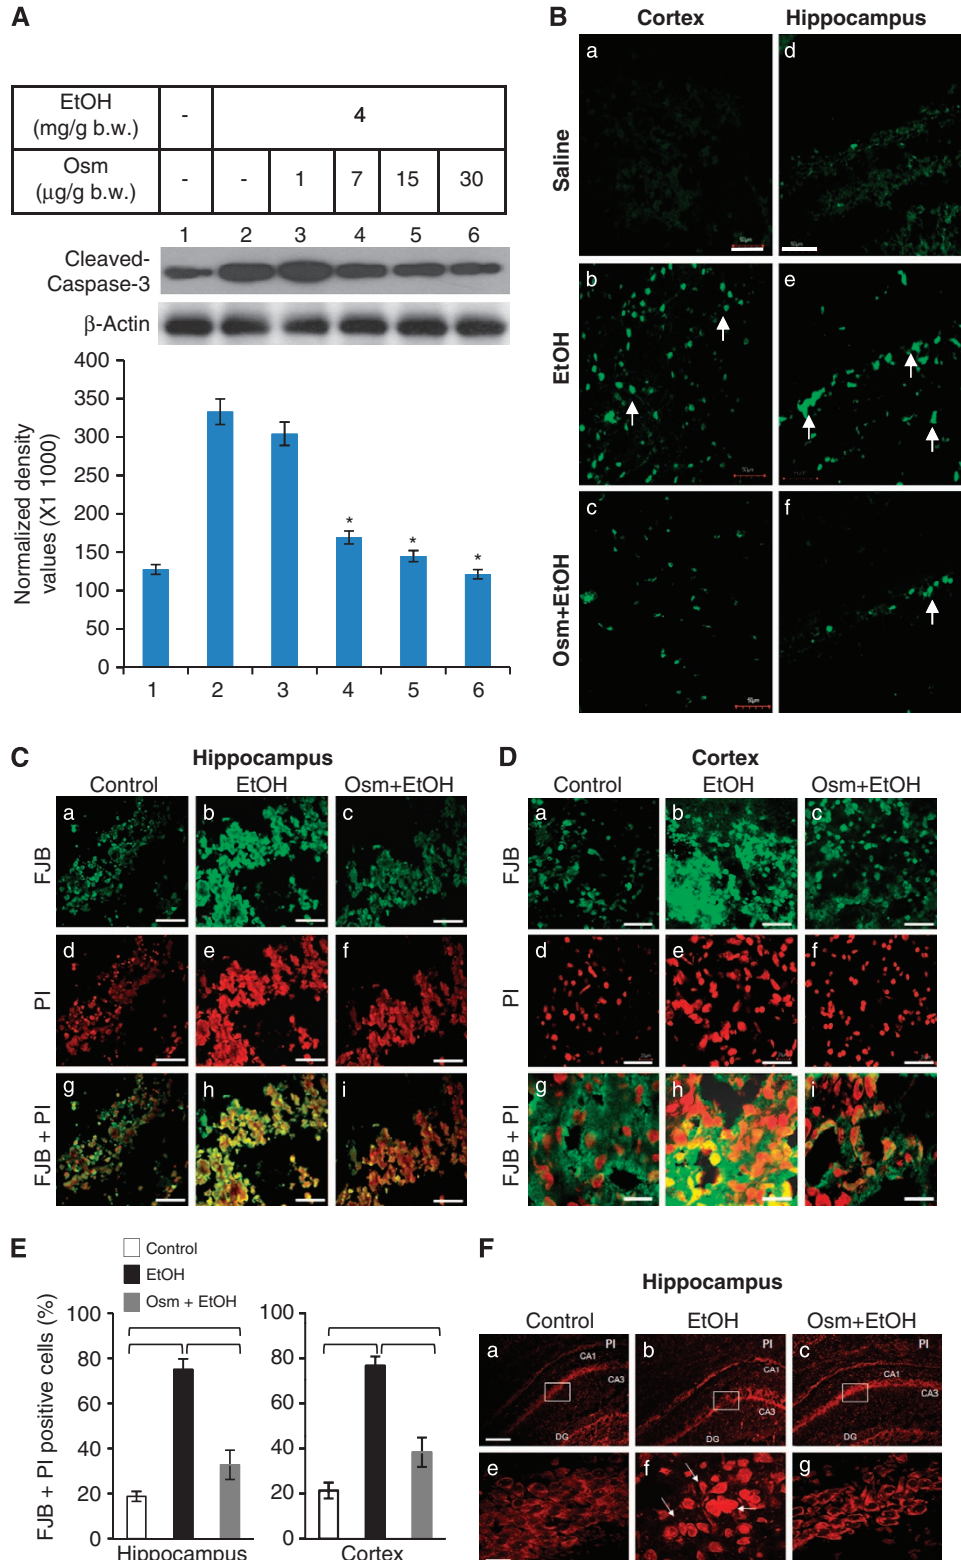 A
EtOH
(mg/g b.w.)
-
4
Osm
(μg/g b.w.)
-
-
1
7
15
30
1 2 3 4 5 6
Cleaved-
Caspase-3
β-Actin
Normalized density
values (X1 1000)
400
350
300
250
200
150
100
50
0
*
*
*
1 2 3 4 5 6
B
Cortex
Hippocampus
Saline
EtOH
Osm+EtOH
a
d
b
e
c
f
50μm
C
Hippocampus
Control EtOH Osm+EtOH
FJB
PI
FJB + PI
a b c
d e f
g h i
D
Cortex
Control EtOH Osm+EtOH
FJB
PI
FJB + PI
a b c
d e f
g h i
E
Control
EtOH
Osm + EtOH
FJB + PI positive cells (%)
100
80
60
40
20
0
Hippocampus
100
80
60
40
20
0
Cortex
F
Hippocampus
Control EtOH Osm+EtOH
a PI
CA1
CA3
DG
b PI
CA1
CA3
DG
c PI
CA1
CA3
DG
e f g